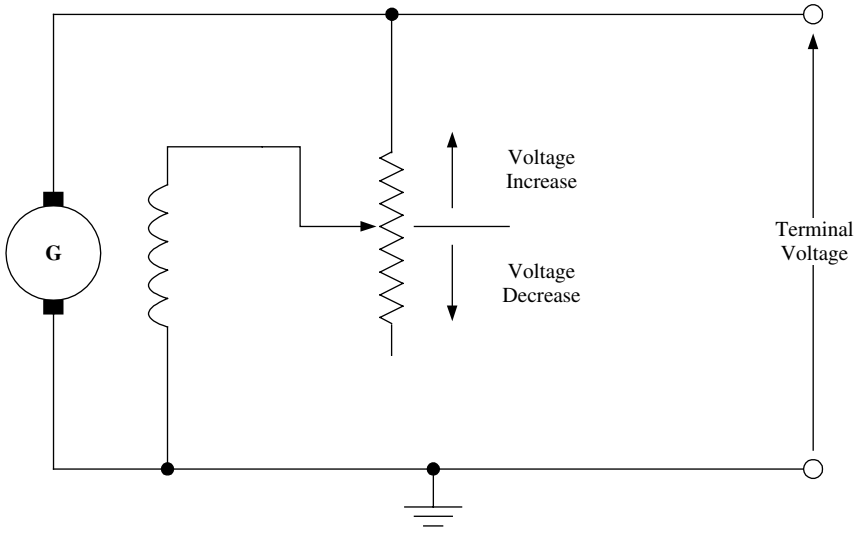 Voltage
Increase
G
Terminal
Voltage
Voltage
Decrease